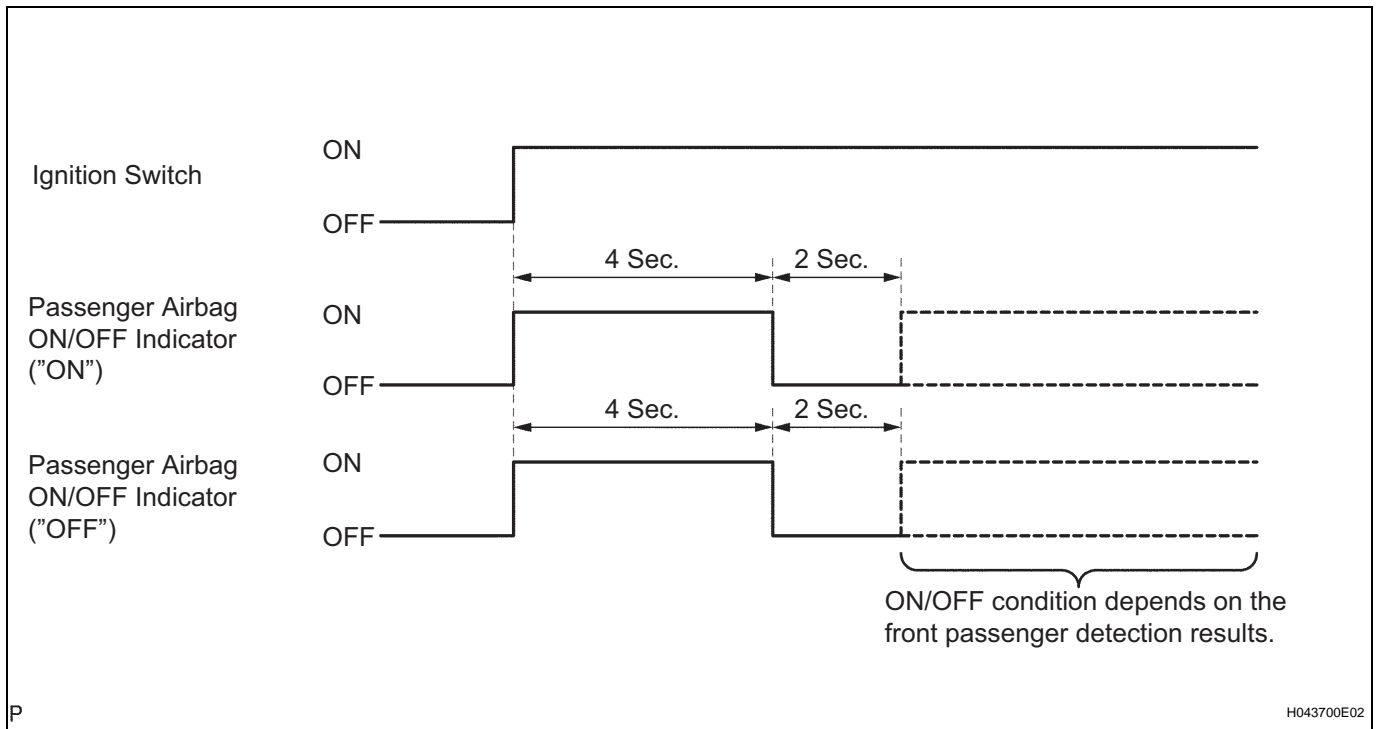 ON
Ignition Switch
OFF
4 Sec.
2 Sec.
Passenger Airbag
ON/OFF Indicator
(”ON”)
ON
OFF
4 Sec.
2 Sec.
Passenger Airbag
ON/OFF Indicator
(”OFF”)
ON
OFF
ON/OFF condition depends on the
front passenger detection results.
P
H043700E02